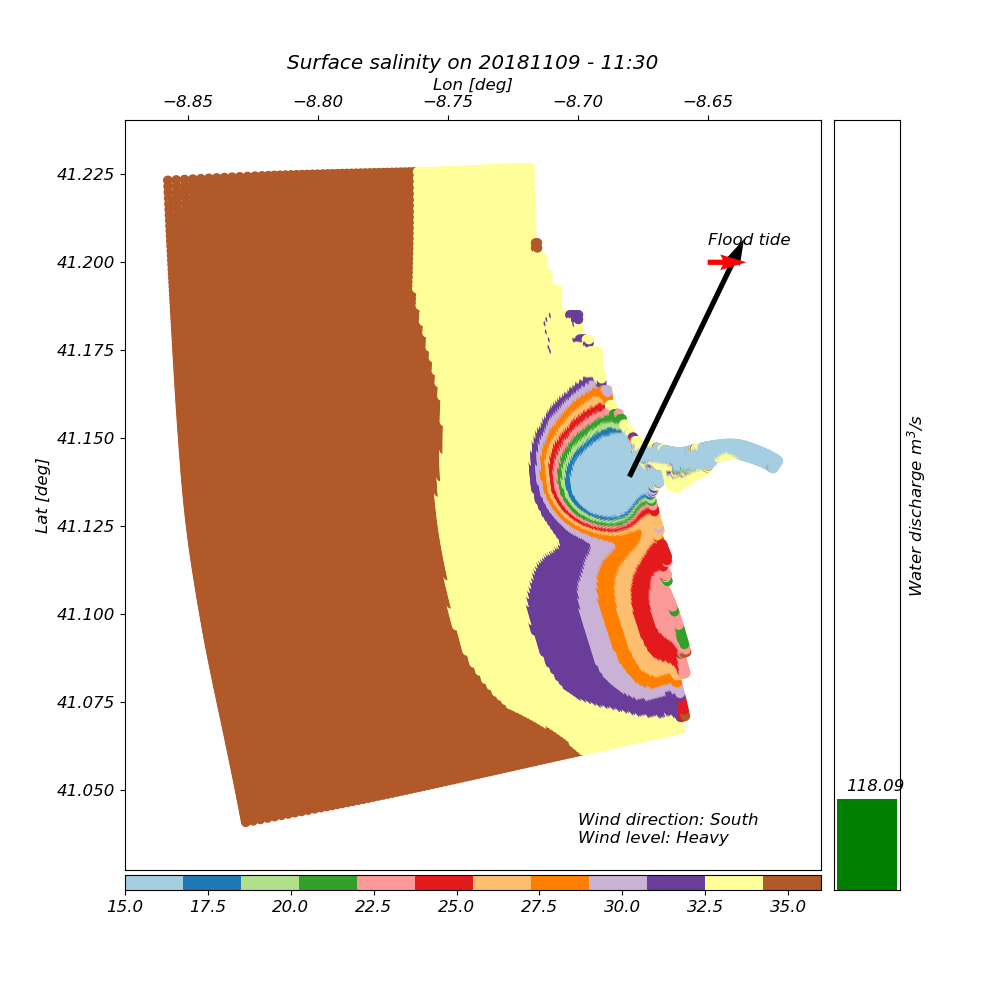 Surface salinity on 20181109 - 11:30
Lon [deg]
−8.85 −8.80 −8.75 −8.70 −8.65
41.225
41.200
41.175
41.150
41.125
41.100
41.075
41.050
Lat [deg]
Flood tide
Wind direction: South
Wind level: Heavy
118.09
Water discharge m³/s
15.0 17.5 20.0 22.5 25.0 27.5 30.0 32.5 35.0